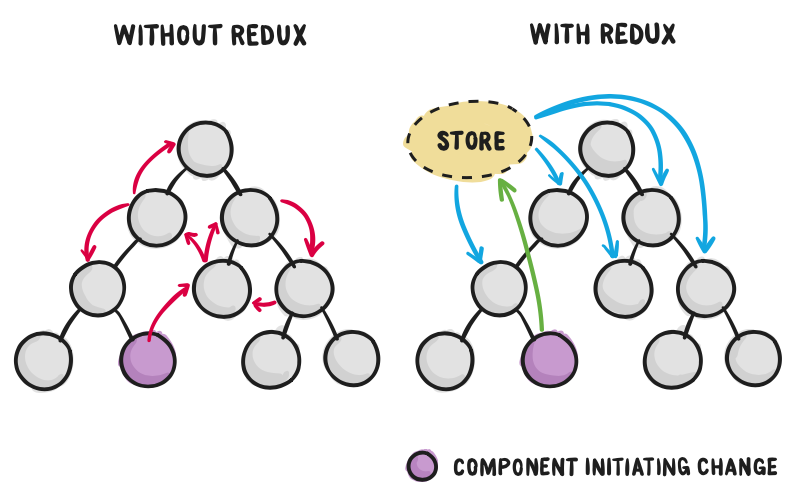 WITHOUT REDUX
WITH REDUX
STORE
COMPONENT INITIATING CHANGE